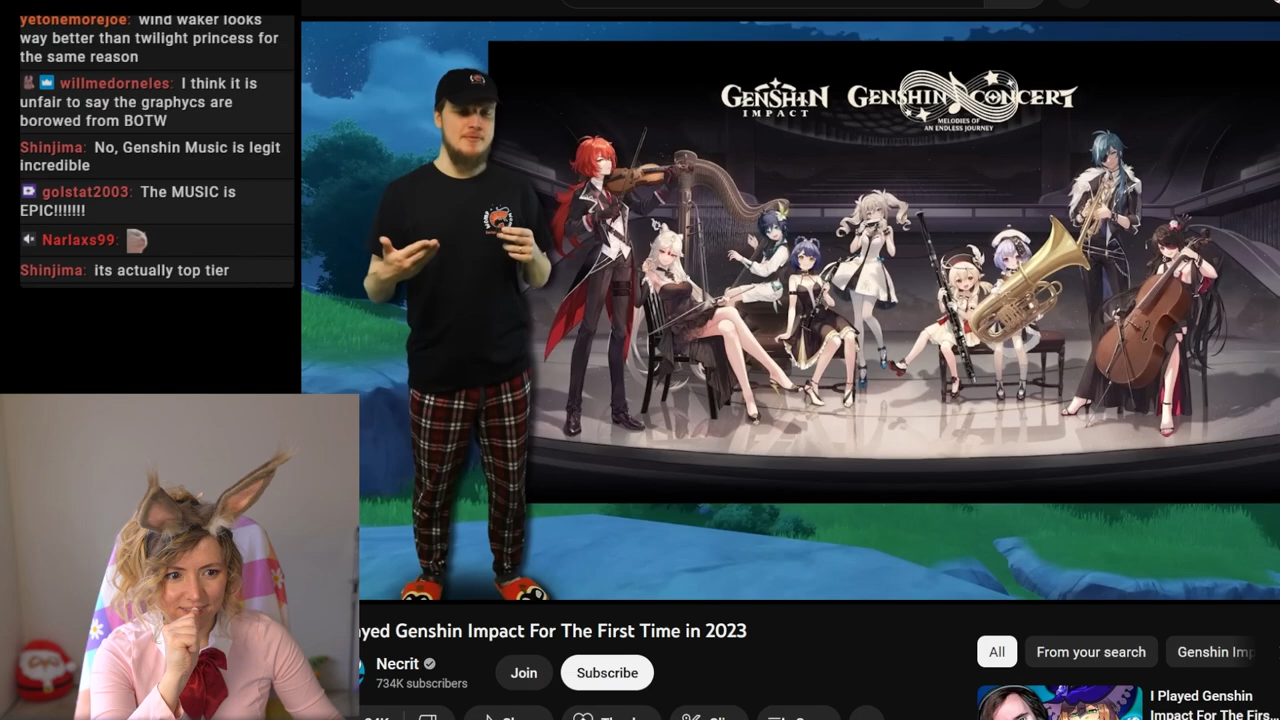 yetonemorejoe: wind waker looks
way better than twilight princess for
the same reason
willmedorneles: I think it is
unfair to say the graphycs are
borowed from BOTW
Shinjima: No, Genshin Music is legit
incredible
golstat2003: The MUSIC is
EPIC!!!!!!!
Narlaxs99:
Shinjima: its actually top tier
GENSHIN
IMPACT
GENSHIN CONCERT
MELODIES OF
AN ENDLESS JOURNEY
ayed Genshin Impact For The First Time in 2023
Necrit
734K subscribers
Join
Subscribe
All
From your search
Genshin Imp
I Played Genshin
Impact For The Firs